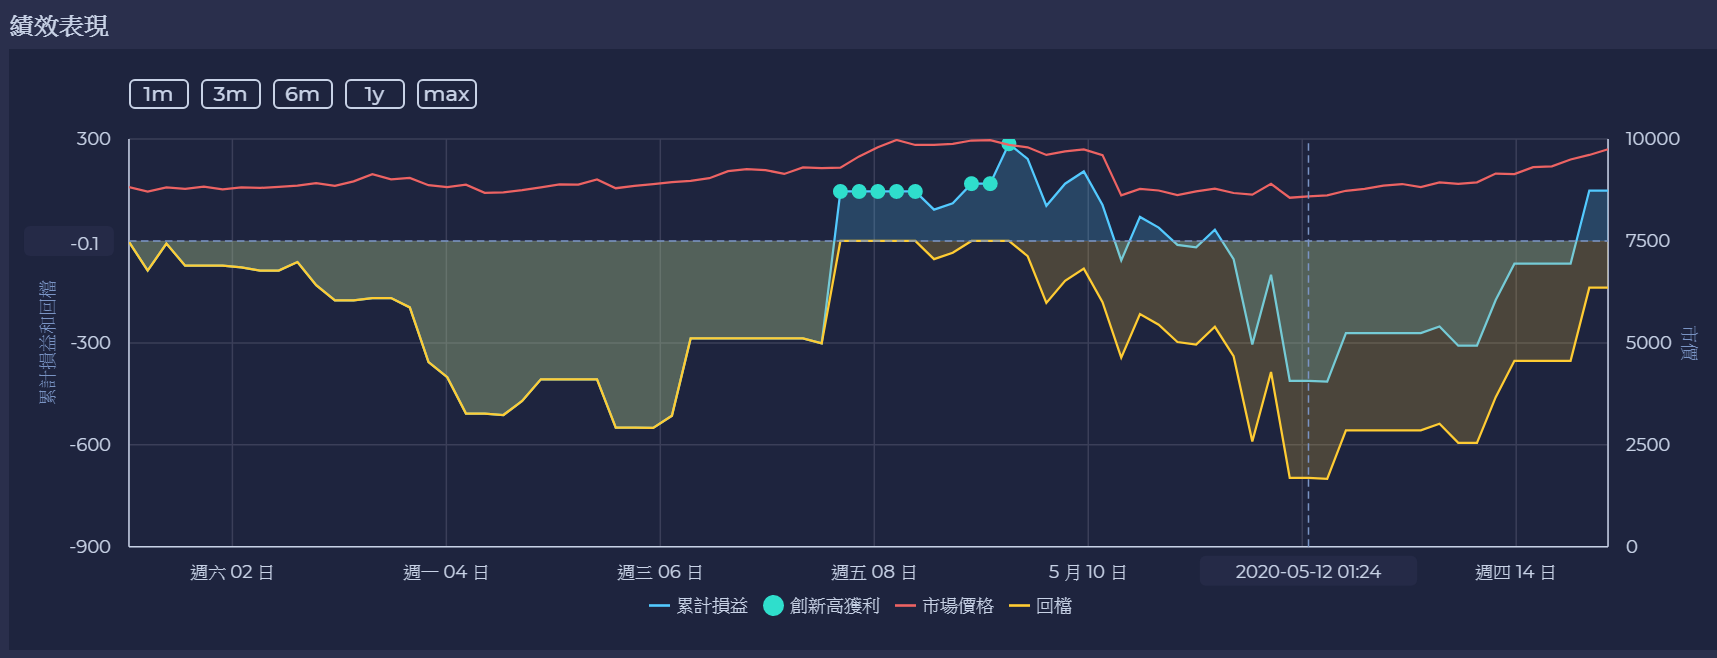 績效表現
1m 3m 6m 1y max
300
-0.1
-300
-600
-900
累計損益和回檔
10000
7500
5000
2500
0
市價
週六 02 日 週一 04 日 週三 06 日 週五 08 日 5 月 10 日 2020-05-12 01:24 週四 14 日
累計損益 創新高獲利 市場價格 回檔